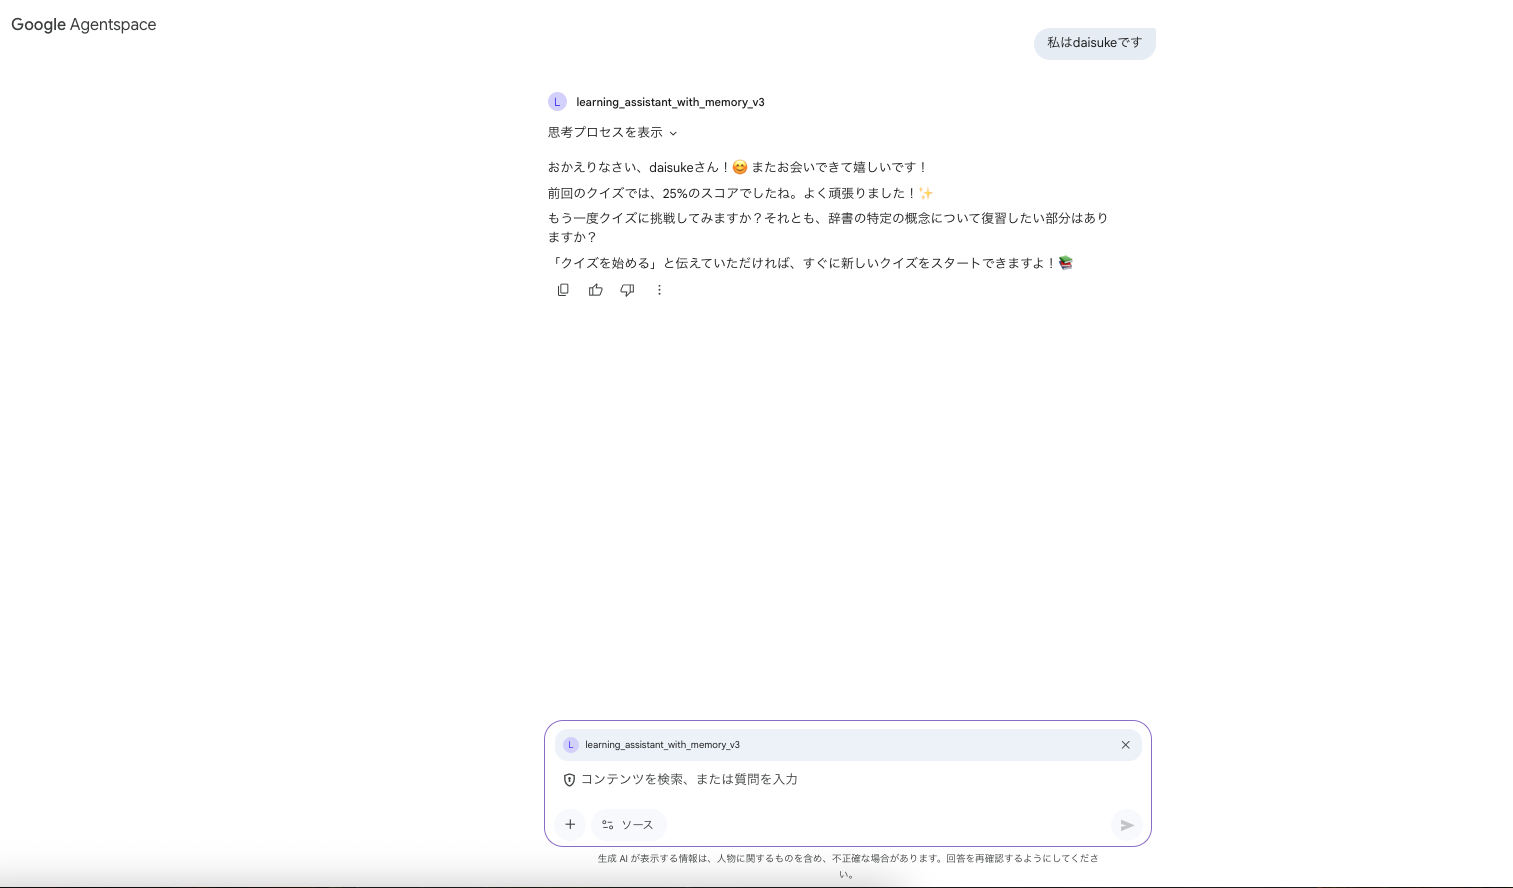 Google Agentspace
私はdaisukeです
L learning_assistant_with_memory_v3
思考プロセスを表示
おかえりなさい、daisukeさん！😊 またお会いできて嬉しいです！
前回のクイズでは、25%のスコアでしたね。よく頑張りました！✨
もう一度クイズに挑戦してみますか？それとも、辞書の特定の概念について復習したい部分はあり
ますか？
「クイズを始める」と伝えていただければ、すぐに新しいクイズをスタートできますよ！📚
L learning_assistant_with_memory_v3
コンテンツを検索、または質問を入力
ソース
生成 AI が表示する情報は、人物に関するものを含め、不正確な場合があります。回答を再確認するようにしてくださ
い。